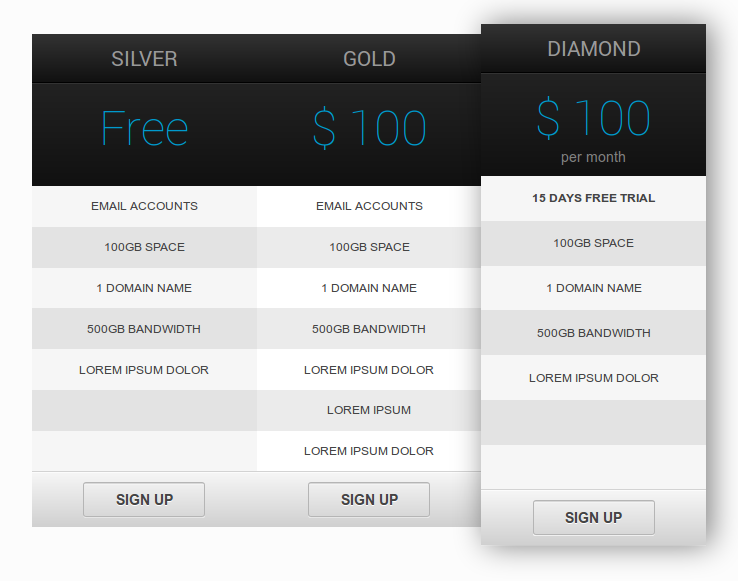 SILVER
Free
EMAIL ACCOUNTS
100GB SPACE
1 DOMAIN NAME
500GB BANDWIDTH
LOREM IPSUM DOLOR
SIGN UP
GOLD
$ 100
EMAIL ACCOUNTS
100GB SPACE
1 DOMAIN NAME
500GB BANDWIDTH
LOREM IPSUM DOLOR
LOREM IPSUM
LOREM IPSUM DOLOR
SIGN UP
DIAMOND
$ 100
per month
15 DAYS FREE TRIAL
100GB SPACE
1 DOMAIN NAME
500GB BANDWIDTH
LOREM IPSUM DOLOR
SIGN UP